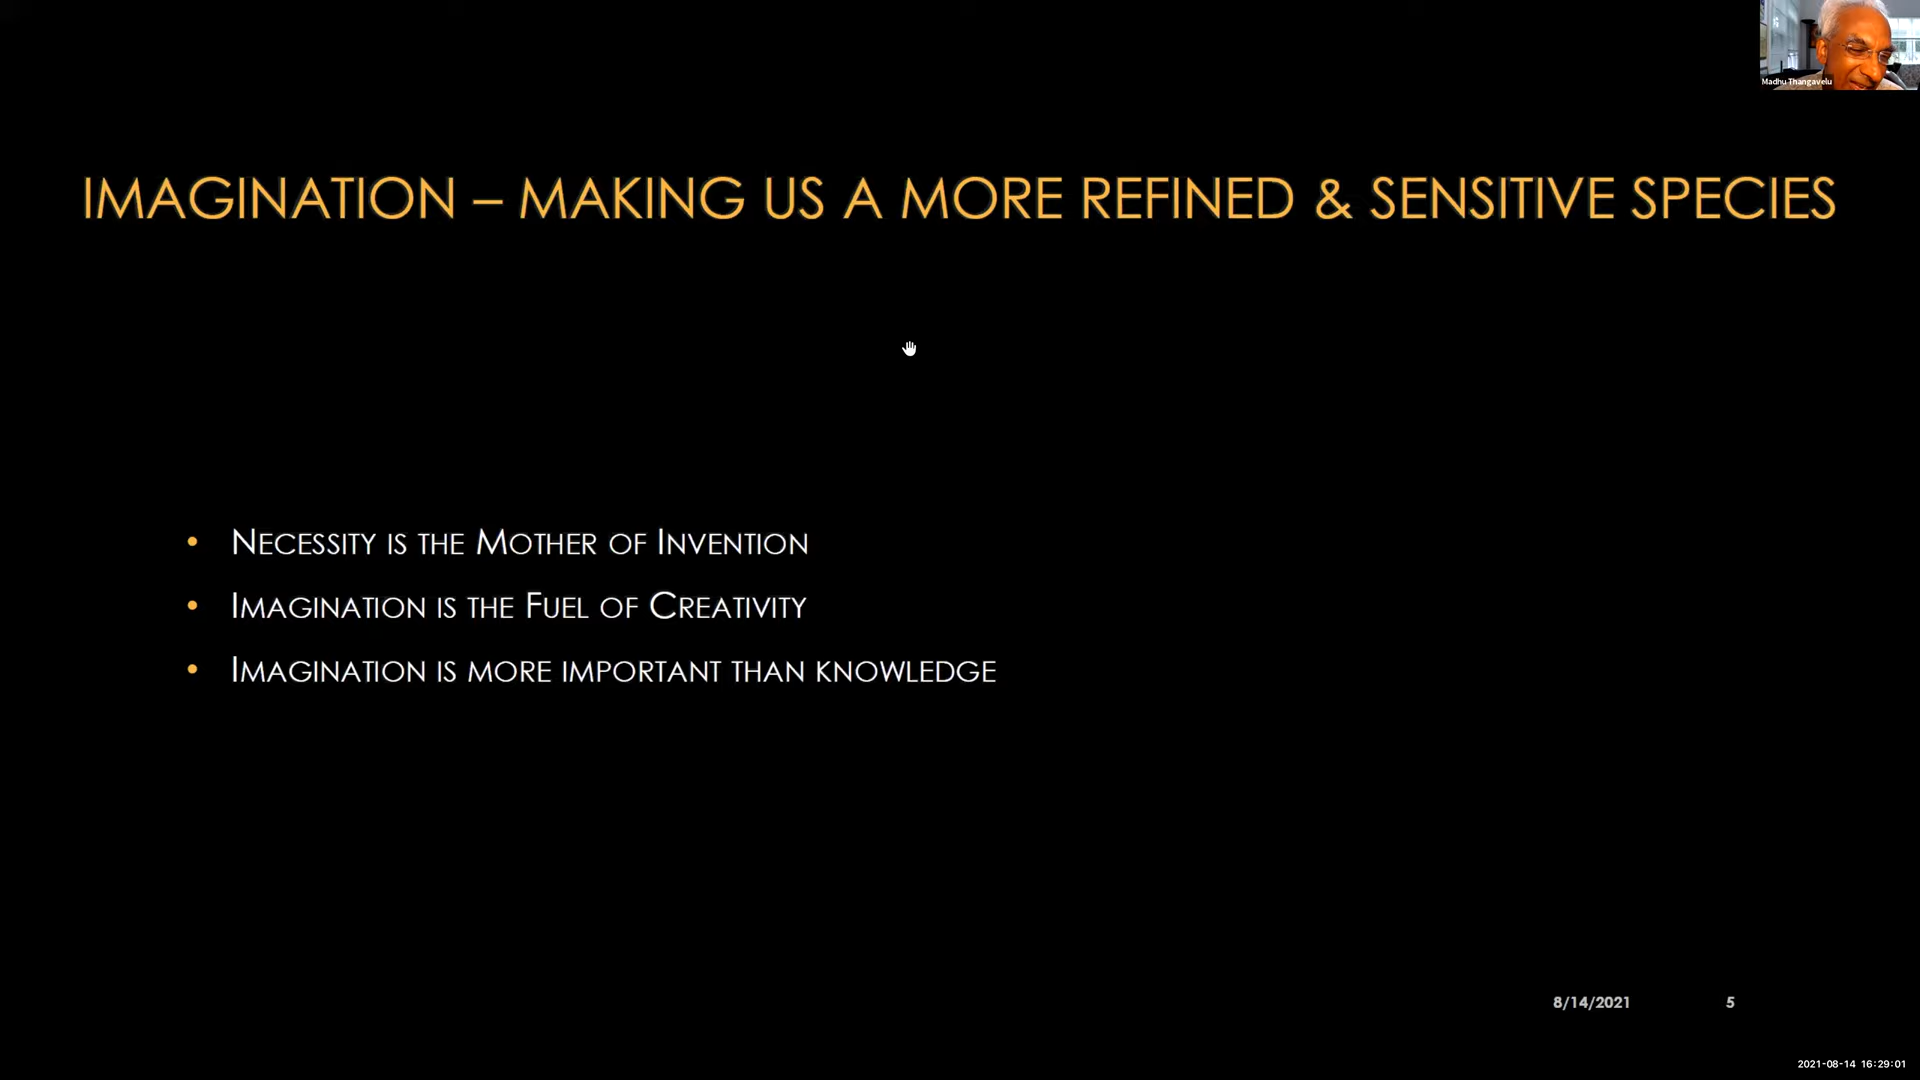 Madhu Thangavelu
IMAGINATION – MAKING US A MORE REFINED & SENSITIVE SPECIES
• NECESSITY IS THE MOTHER OF INVENTION
• IMAGINATION IS THE FUEL OF CREATIVITY
• IMAGINATION IS MORE IMPORTANT THAN KNOWLEDGE
8/14/2021 5
2021-08-14 16:29:01